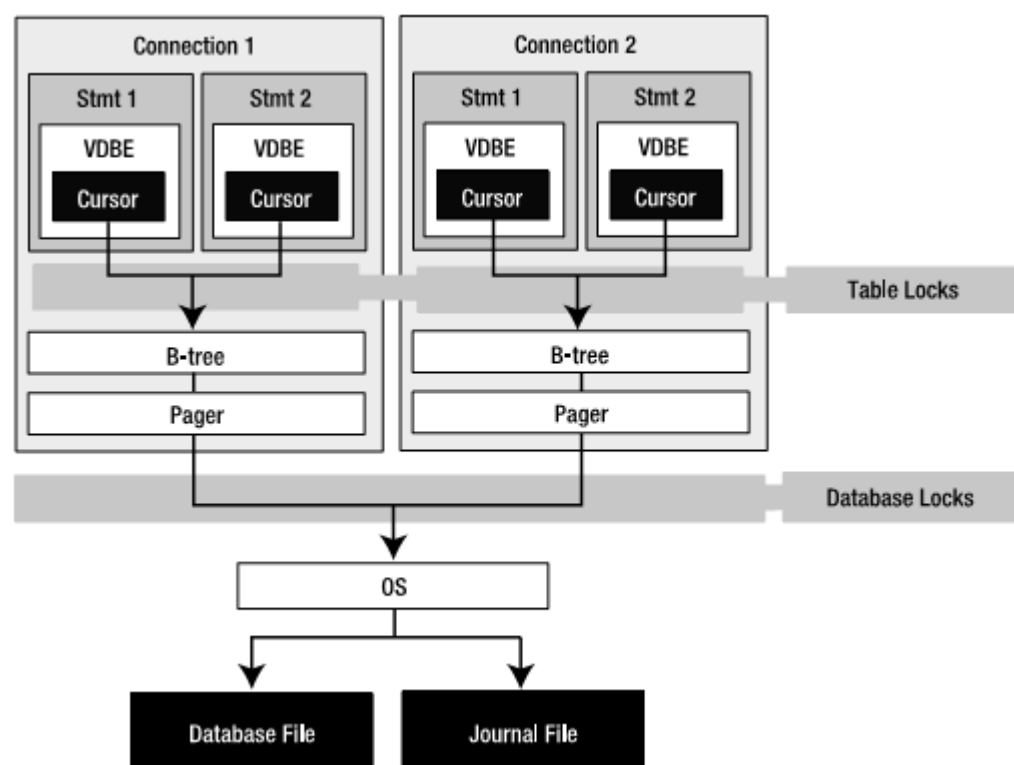 Connection 1
Connection 2
Stmt 1
Stmt 2
Stmt 1
Stmt 2
VDBE
VDBE
VDBE
VDBE
Cursor
Cursor
Cursor
Cursor
Table Locks
B-tree
B-tree
Pager
Pager
Database Locks
OS
Database File
Journal File